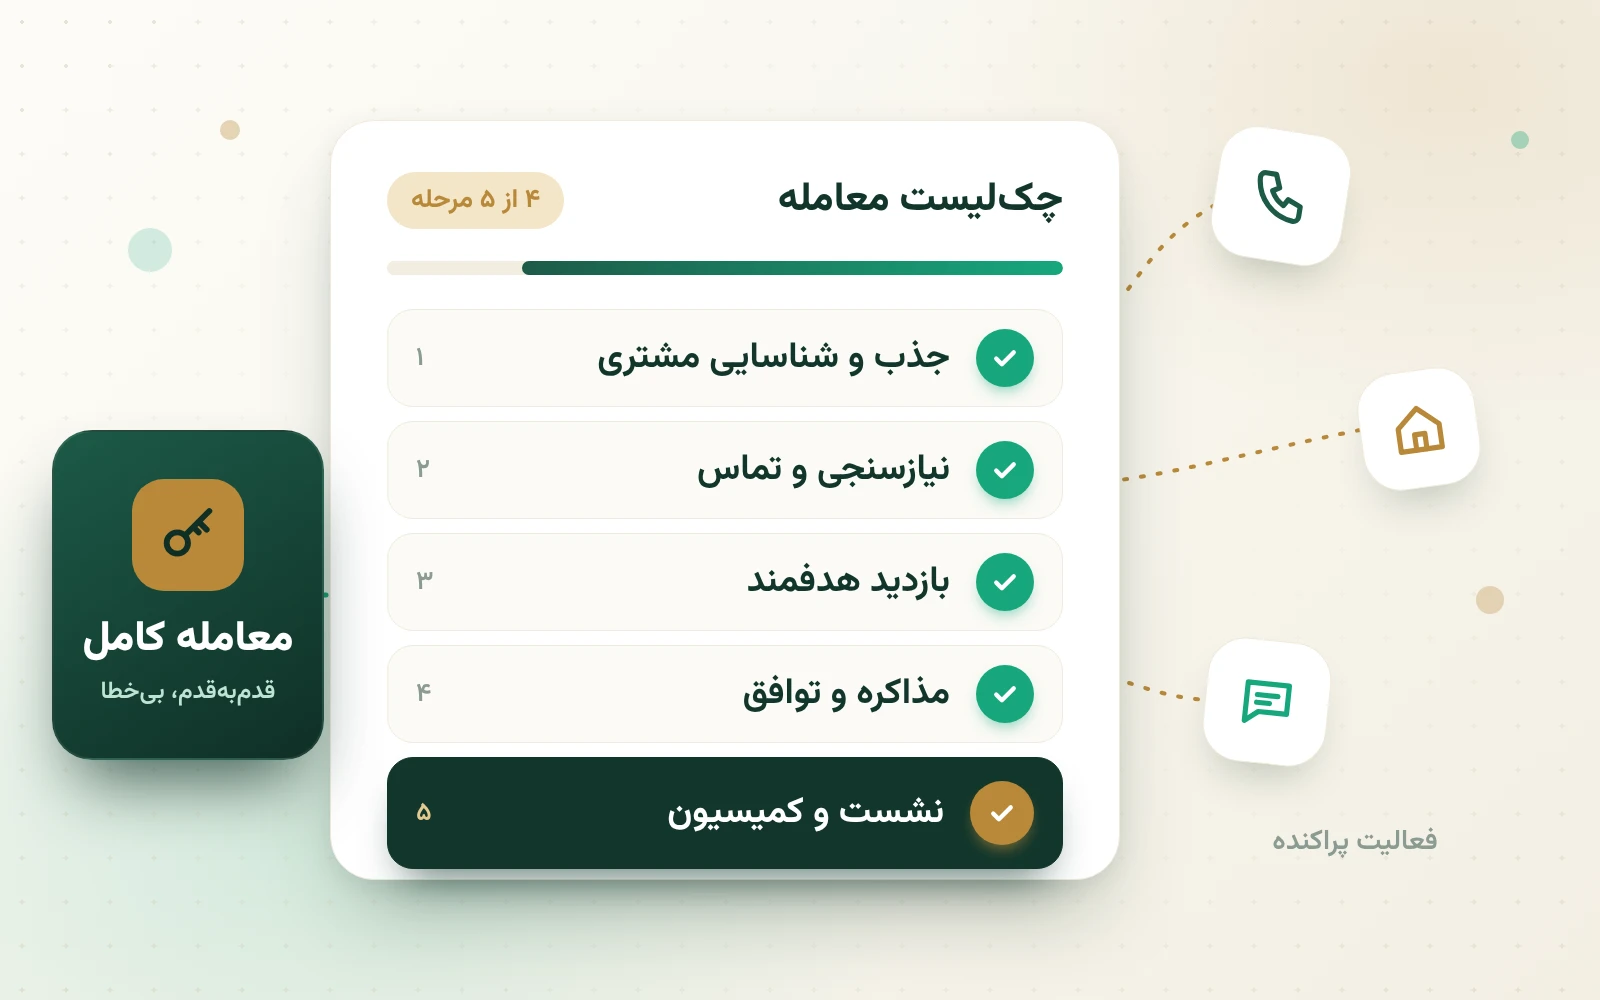 چک‌لیست معامله
۴ از ۵ مرحله
جذب و شناسایی مشتری
۱
نیازسنجی و تماس
۲
بازدید هدفمند
۳
مذاکره و توافق
۴
نشست و کمیسیون
۵
معامله کامل
قدم‌به‌قدم، بی‌خطا
فعالیت پراکنده